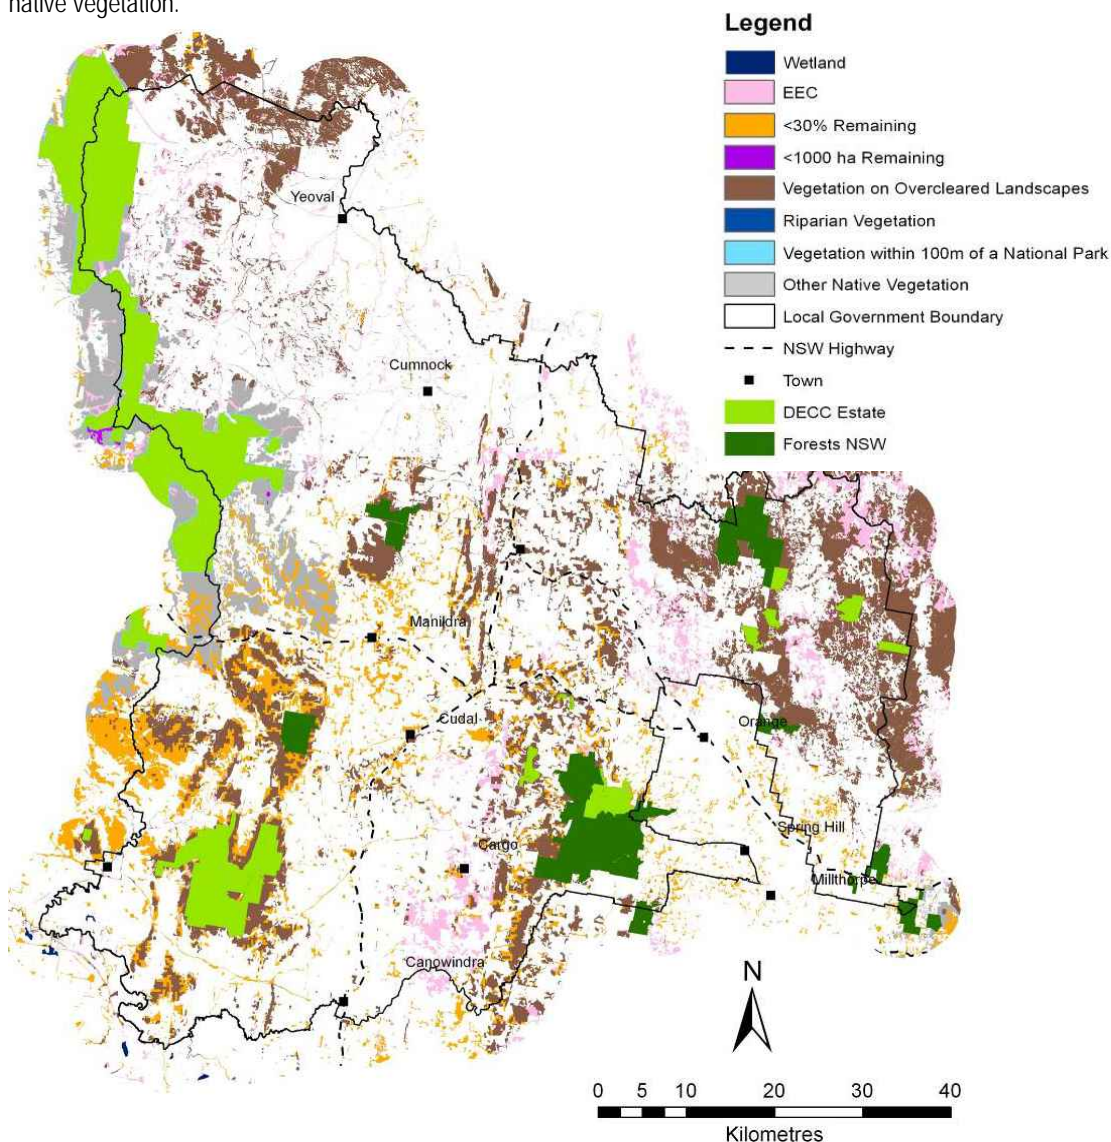 native vegetation.
Legend
Wetland
EEC
<30% Remaining
<1000 ha Remaining
Vegetation on Overcleared Landscapes
Riparian Vegetation
Vegetation within 100m of a National Park
Other Native Vegetation
Local Government Boundary
NSW Highway
Town
DECC Estate
Forests NSW
Yeoval
Cumnock
Manildra
Cudal
Orange
Spring Hill
Cargo
Millthorpe
Canowindra
N
0 5 10 20 30 40
Kilometres